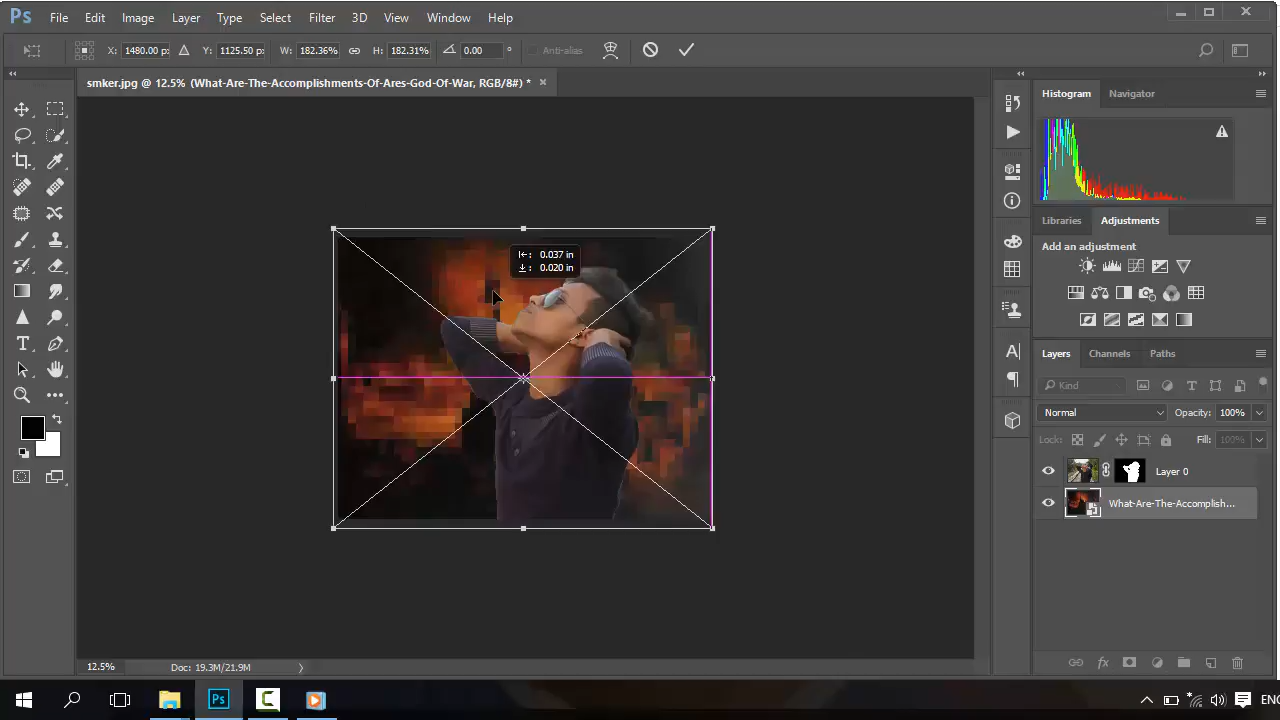 Ps File Edit Image Layer Type Select Filter 3D View Window Help
X: 1480.00 p Y: 1125.50 p W: 182.36% H: 182.31% 0.00 ° Anti-alias
smker.jpg @ 12.5% (What-Are-The-Accomplishments-Of-Ares-God-Of-War, RGB/8#) * ×
Histogram Navigator
Libraries Adjustments
Add an adjustment
0.037 in
0.020 in
Layers Channels Paths
Kind
Normal Opacity: 100%
Lock: Fill: 100%
Layer 0
What-Are-The-Accomplish...
12.5% Doc: 19.3M/21.9M
Ps ENG